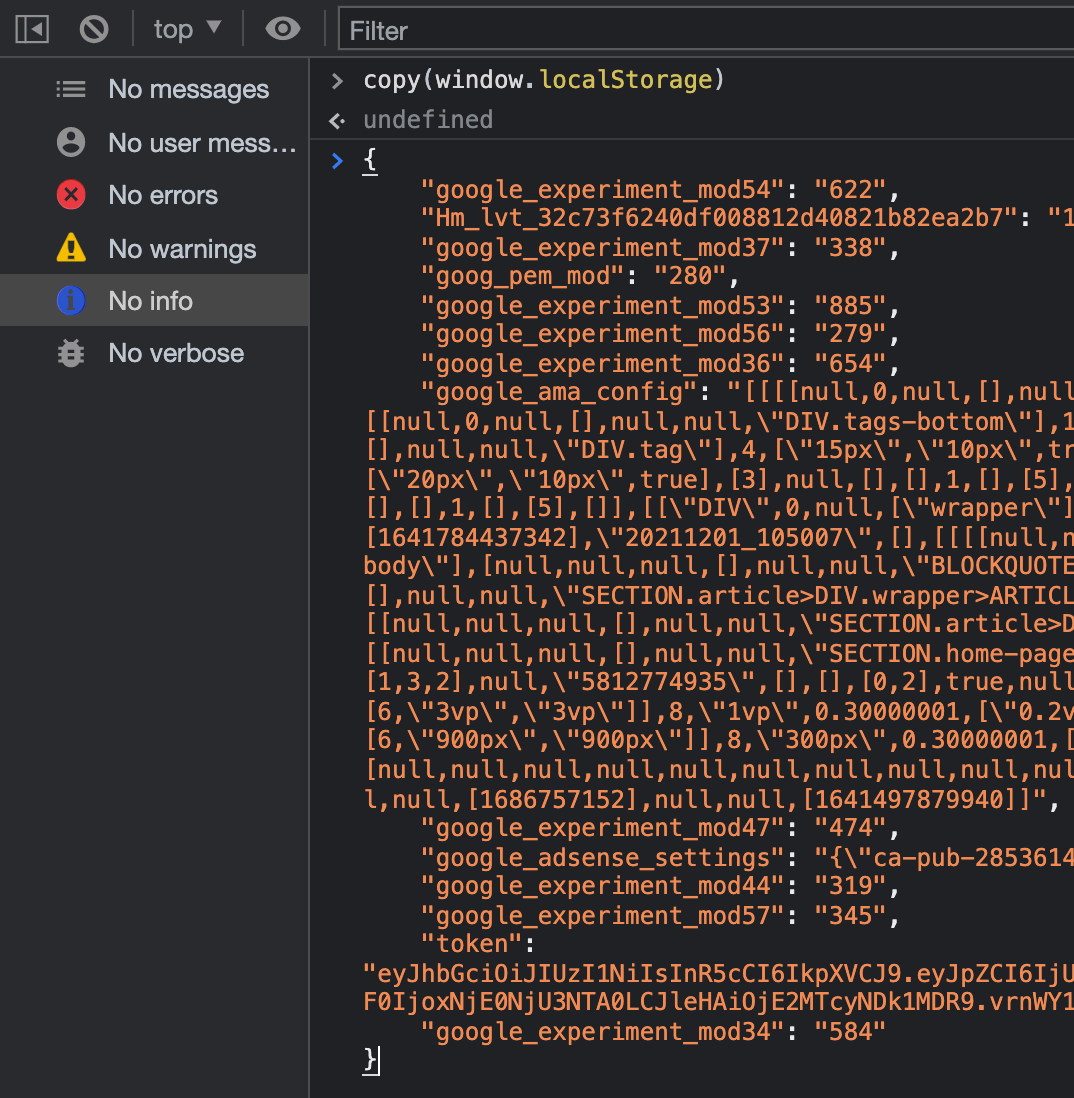 top ▼ Filter
No messages
No user mess...
No errors
No warnings
No info
No verbose
> copy(window.localStorage)
undefined
> {
"google_experiment_mod54": "622",
"Hm_lvt_32c73f6240df008812d40821b82ea2b7": "1
"google_experiment_mod37": "338",
"goog_pem_mod": "280",
"google_experiment_mod53": "885",
"google_experiment_mod56": "279",
"google_experiment_mod36": "654",
"google_ama_config": "[[[[null,0,null,[],null
[[null,0,null,[],null,null,\"DIV.tags-bottom\"],1
[],null,null,\"DIV.tag\"],4,[\"15px\",\"10px\",tr
[\"20px\",\"10px\",true],[3],null,[],[],1,[],[5],
[],[],1,[],[5],[]],[[\"DIV\",0,null,[\"wrapper\"]
[1641784437342],\"20211201_105007\",[],[[[[null,n
body\"],[null,null,null,[],null,null,\"BLOCKQUOTE
[],null,null,\"SECTION.article>DIV.wrapper>ARTICL
[[null,null,null,[],null,null,\"SECTION.article>D
[[null,null,null,[],null,null,\"SECTION.home-page
[1,3,2],null,\"5812774935\",[],[],[0,2],true,null
[6,\"3vp\",\"3vp\"]],8,\"1vp\",0.30000001,[\"0.2v
[6,\"900px\",\"900px\"]],8,\"300px\",0.30000001,[
[null,null,null,null,null,null,null,null,null,nul
l,null,[1686757152],null,null,[1641497879940]]",
"google_experiment_mod47": "474",
"google_adsense_settings": "{\"ca-pub-2853614
"google_experiment_mod44": "319",
"google_experiment_mod57": "345",
"token":
"eyJhbGciOiJIUzI1NiIsInR5cCI6IkpXVCJ9.eyJpZCI6IjU
F0IjoxNjE0NjU3NTA0LCJleHAiOjE2MTcyNDk1MDR9.vrnWY1
"google_experiment_mod34": "584"
}